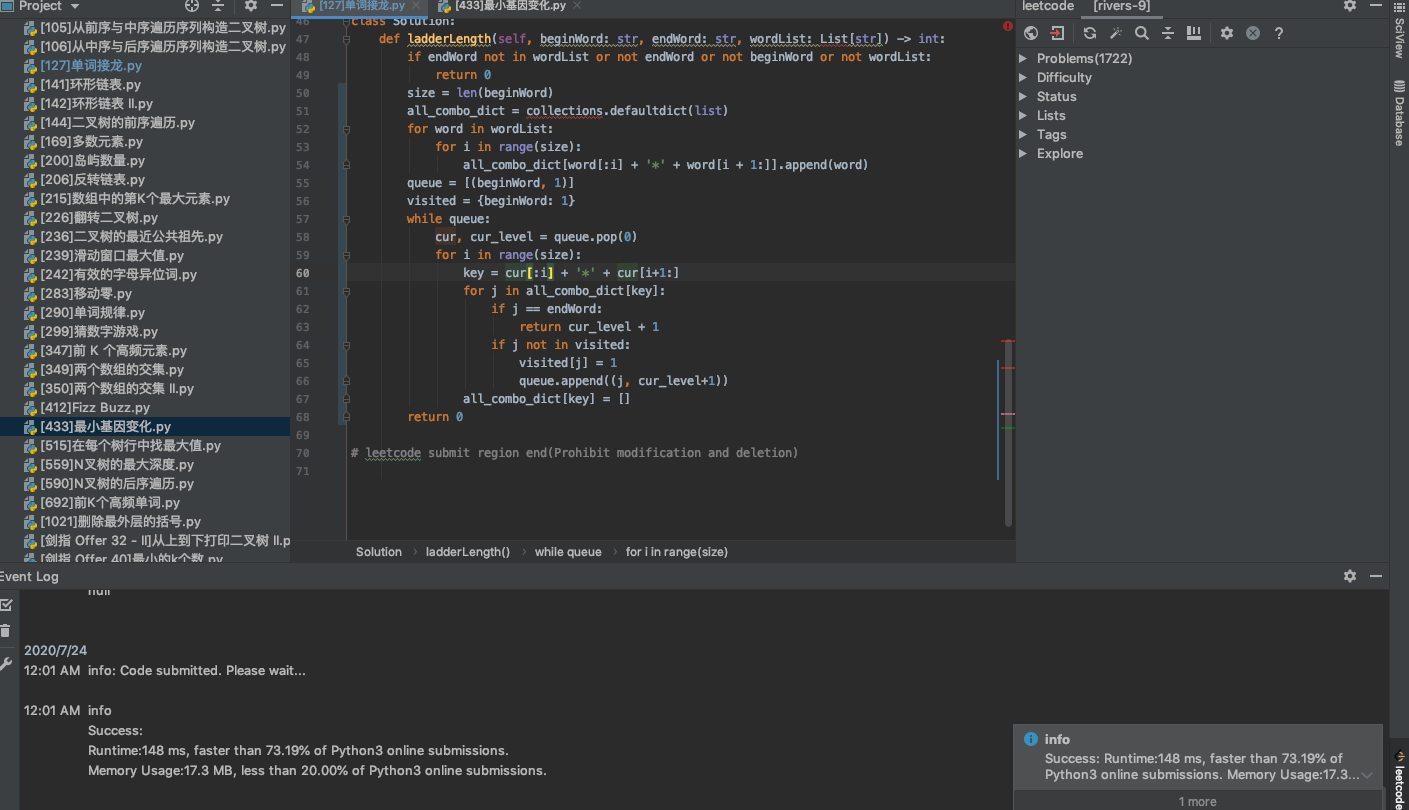 Project
[105]从前序与中序遍历序列构造二叉树.py
[106]从中序与后序遍历序列构造二叉树.py
[127]单词接龙.py
[141]环形链表.py
[142]环形链表 II.py
[144]二叉树的前序遍历.py
[169]多数元素.py
[200]岛屿数量.py
[206]反转链表.py
[215]数组中的第K个最大元素.py
[226]翻转二叉树.py
[236]二叉树的最近公共祖先.py
[239]滑动窗口最大值.py
[242]有效的字母异位词.py
[283]移动零.py
[290]单词规律.py
[299]猜数字游戏.py
[347]前 K 个高频元素.py
[349]两个数组的交集.py
[350]两个数组的交集 II.py
[412]Fizz Buzz.py
[433]最小基因变化.py
[515]在每个树行中找最大值.py
[559]N叉树的最大深度.py
[590]N叉树的后序遍历.py
[692]前K个高频单词.py
[1021]删除最外层的括号.py
[剑指 Offer 32 - II]从上到下打印二叉树 II.p
[剑指 Offer 40]最小的k个数.py
[127]单词接龙.py
[433]最小基因变化.py
46 class Solution:
47 def ladderLength(self, beginWord: str, endWord: str, wordList: List[str]) -> int:
48 if endWord not in wordList or not endWord or not beginWord or not wordList:
49 return 0
50 size = len(beginWord)
51 all_combo_dict = collections.defaultdict(list)
52 for word in wordList:
53 for i in range(size):
54 all_combo_dict[word[:i] + '*' + word[i + 1:]].append(word)
55 queue = [(beginWord, 1)]
56 visited = {beginWord: 1}
57 while queue:
58 cur, cur_level = queue.pop(0)
59 for i in range(size):
60 key = cur[:i] + '*' + cur[i+1:]
61 for j in all_combo_dict[key]:
62 if j == endWord:
63 return cur_level + 1
64 if j not in visited:
65 visited[j] = 1
66 queue.append((j, cur_level+1))
67 all_combo_dict[key] = []
68 return 0
69
70 # leetcode submit region end(Prohibit modification and deletion)
71
Solution › ladderLength() › while queue › for i in range(size)
leetcode [rivers-9]
Problems(1722)
Difficulty
Status
Lists
Tags
Explore
SciView
Database
leetcode
Event Log
null
2020/7/24
12:01 AM info: Code submitted. Please wait...
12:01 AM info
Success:
Runtime:148 ms, faster than 73.19% of Python3 online submissions.
Memory Usage:17.3 MB, less than 20.00% of Python3 online submissions.
info
Success: Runtime:148 ms, faster than 73.19% of
Python3 online submissions. Memory Usage:17.3...
1 more